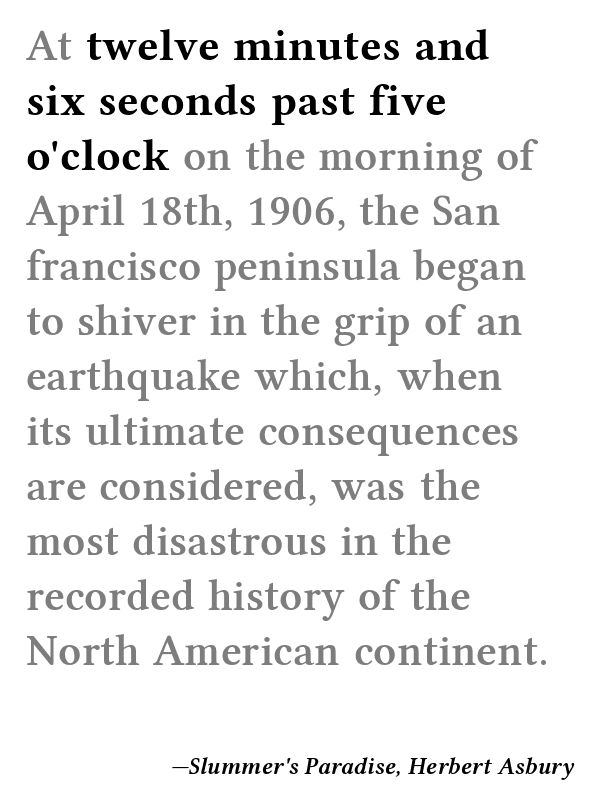 At twelve minutes and
six seconds past five
o'clock on the morning of
April 18th, 1906, the San
francisco peninsula began
to shiver in the grip of an
earthquake which, when
its ultimate consequences
are considered, was the
most disastrous in the
recorded history of the
North American continent.
—Slummer's Paradise, Herbert Asbury